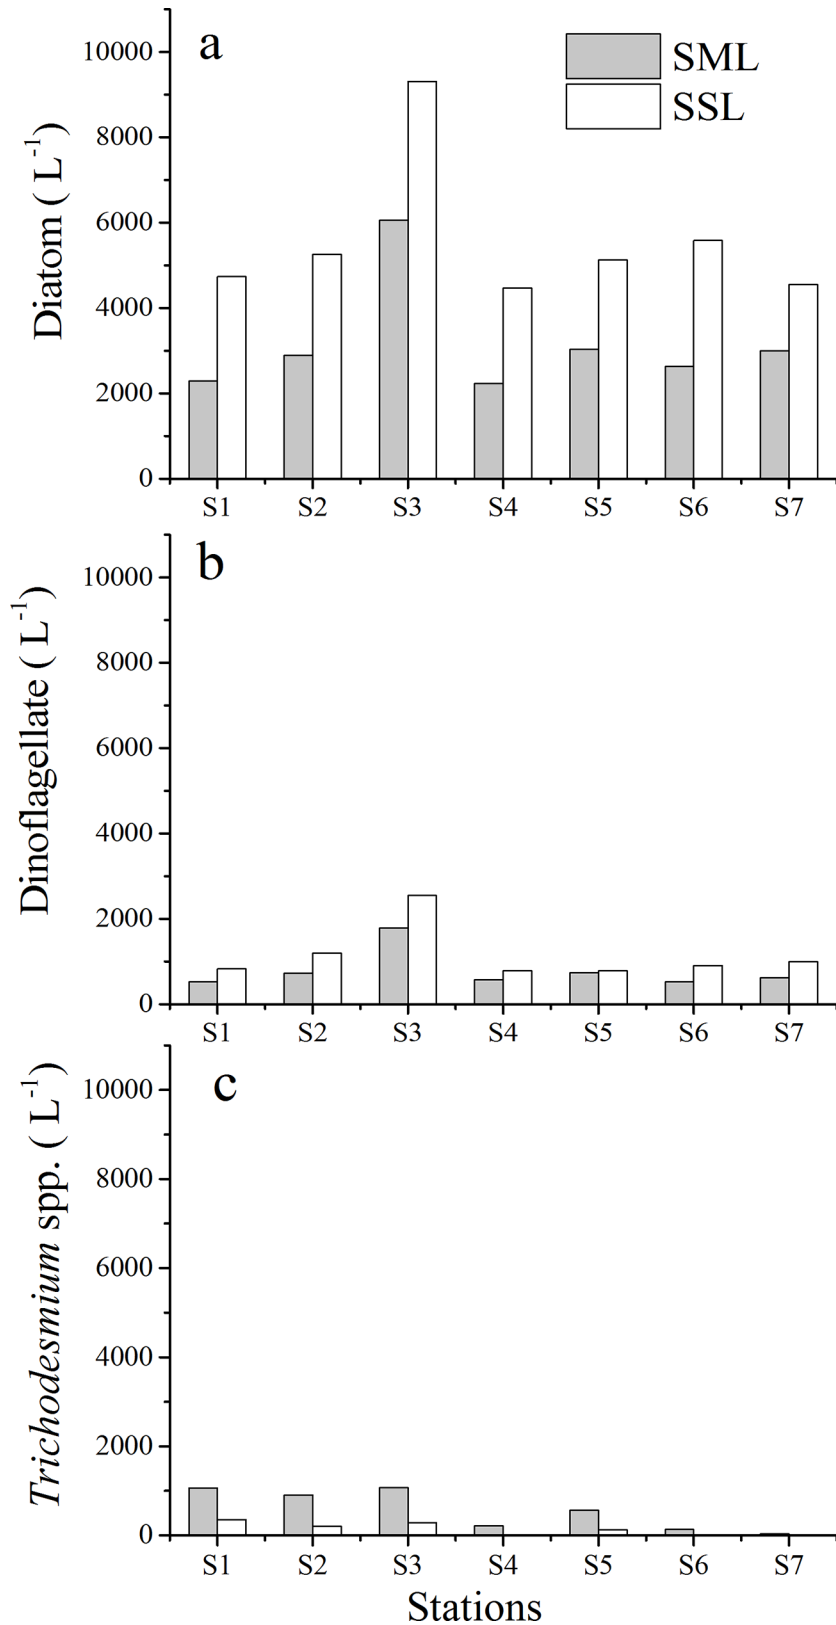 a
SML
SSL
Diatom ( L⁻¹)
10000
8000
6000
4000
2000
0
S1 S2 S3 S4 S5 S6 S7
b
Dinoflagellate ( L⁻¹)
10000
8000
6000
4000
2000
0
S1 S2 S3 S4 S5 S6 S7
c
Trichodesmium spp. ( L⁻¹)
10000
8000
6000
4000
2000
0
S1 S2 S3 S4 S5 S6 S7
Stations